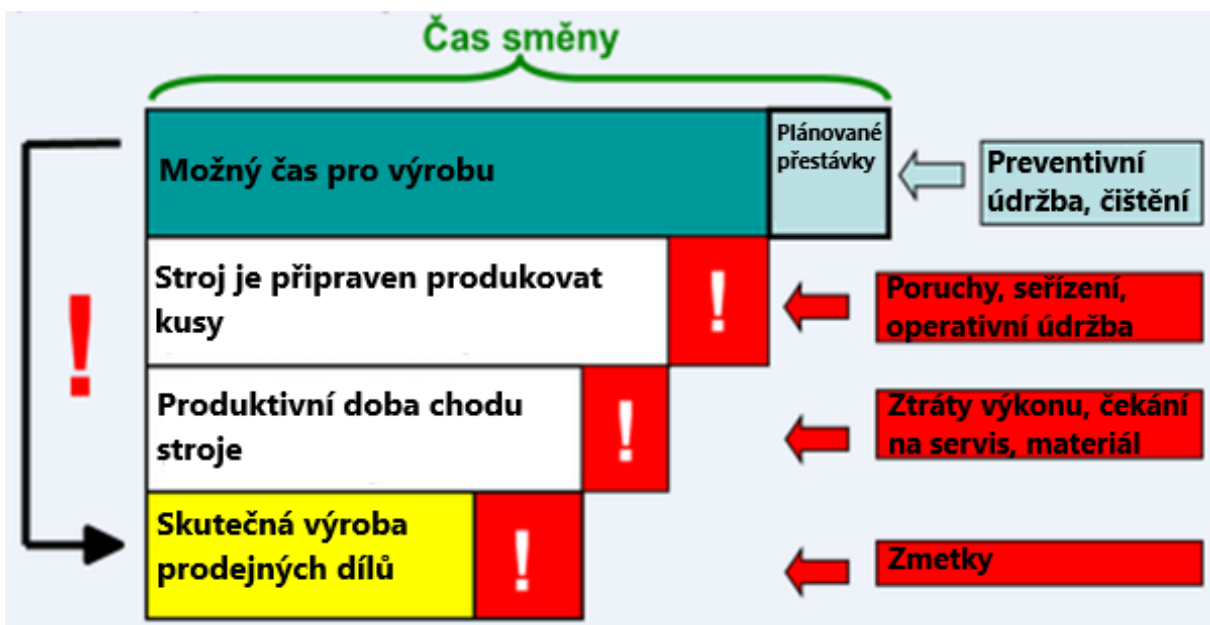 Čas směny
Možný čas pro výrobu
Plánované
přestávky
Preventivní
údržba, čištění
Stroj je připraven produkovat
kusy
!
Poruchy, seřízení,
operativní údržba
!
Produktivní doba chodu
stroje
!
Ztráty výkonu, čekání
na servis, materiál
Skutečná výroba
prodejných dílů
!
Zmetky